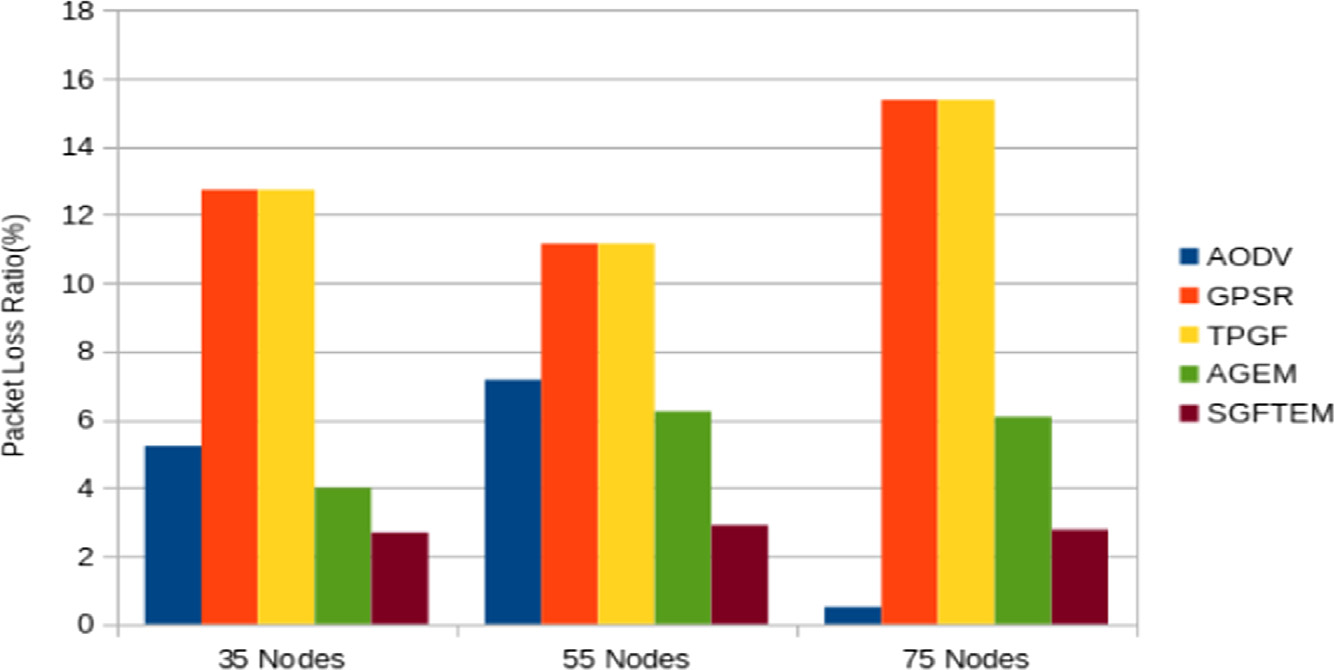 18
16
14
12
10
8
6
4
2
0
Packet Loss Ratio(%)
35 Nodes
55 Nodes
75 Nodes
AODV
GPSR
TPGF
AGEM
SGFTEM